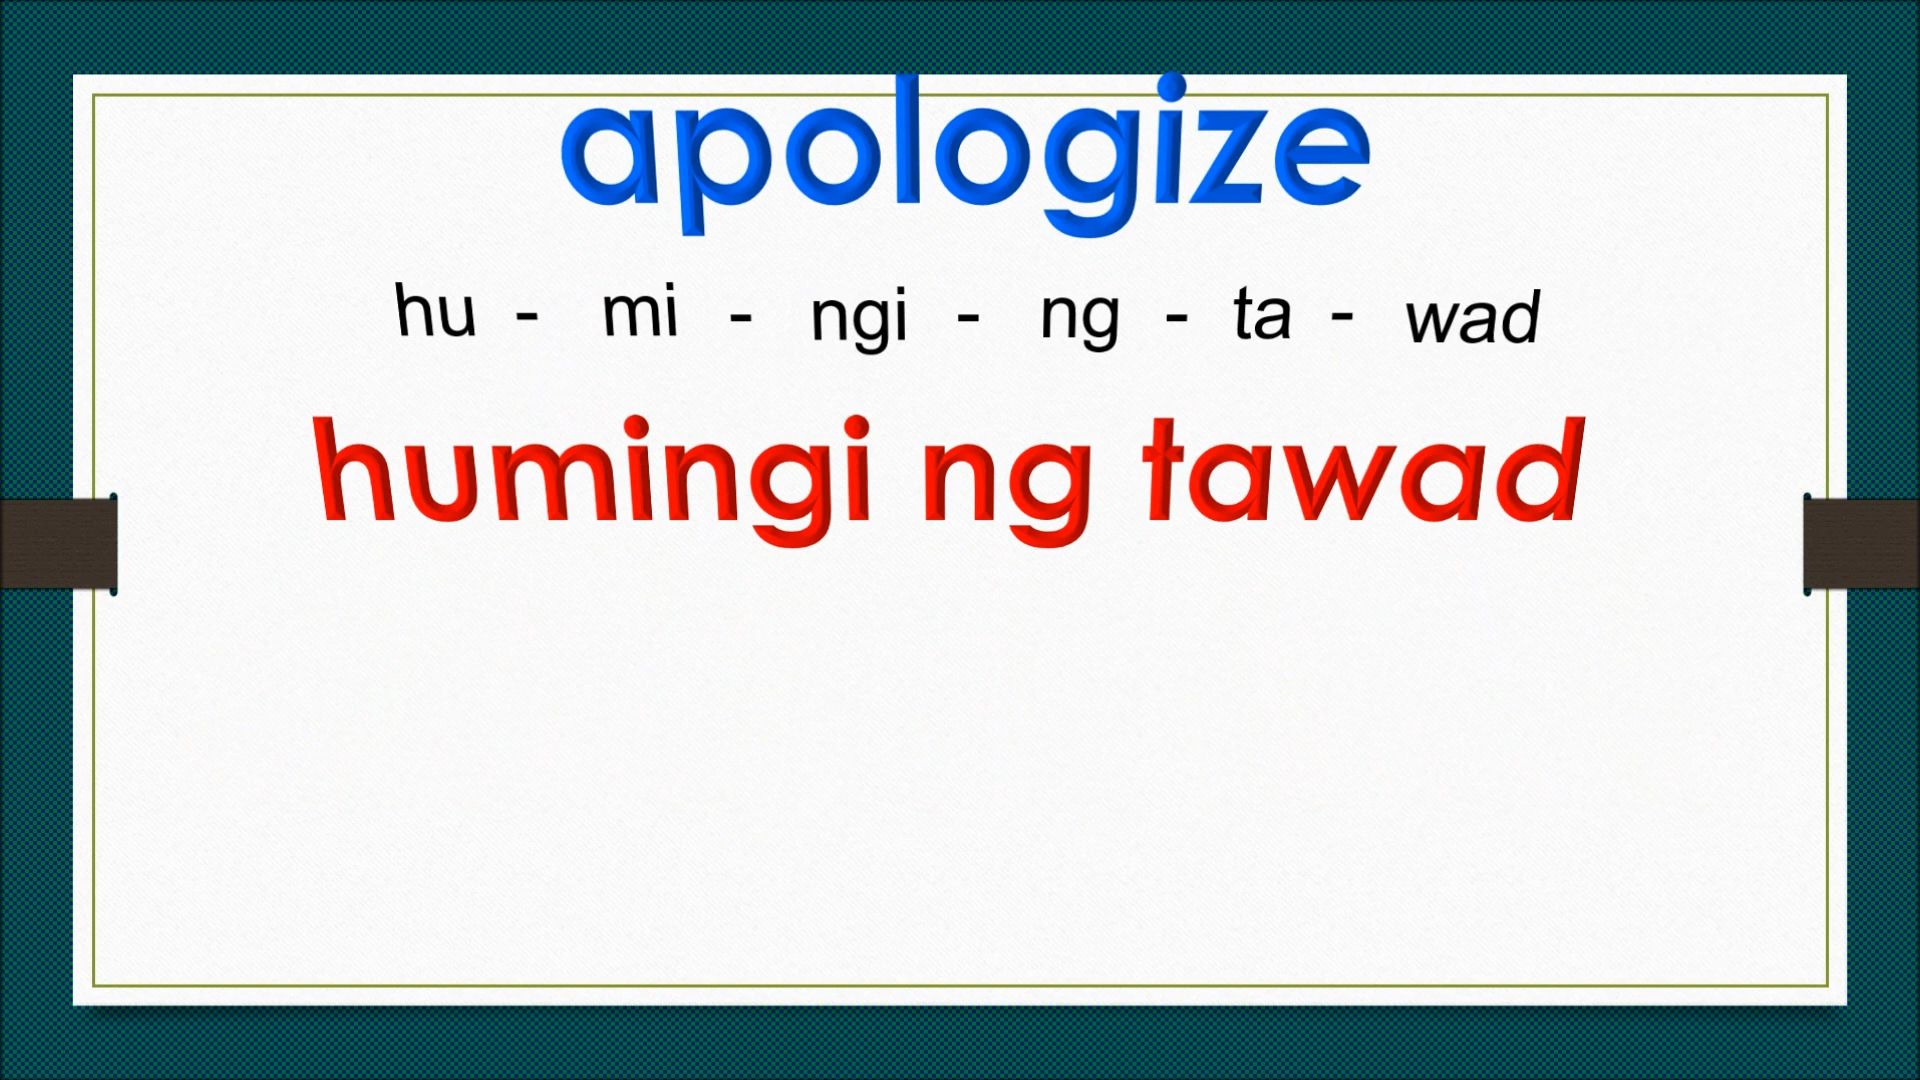 apologize
hu - mi - ngi - ng - ta - wad
humingi ng tawad